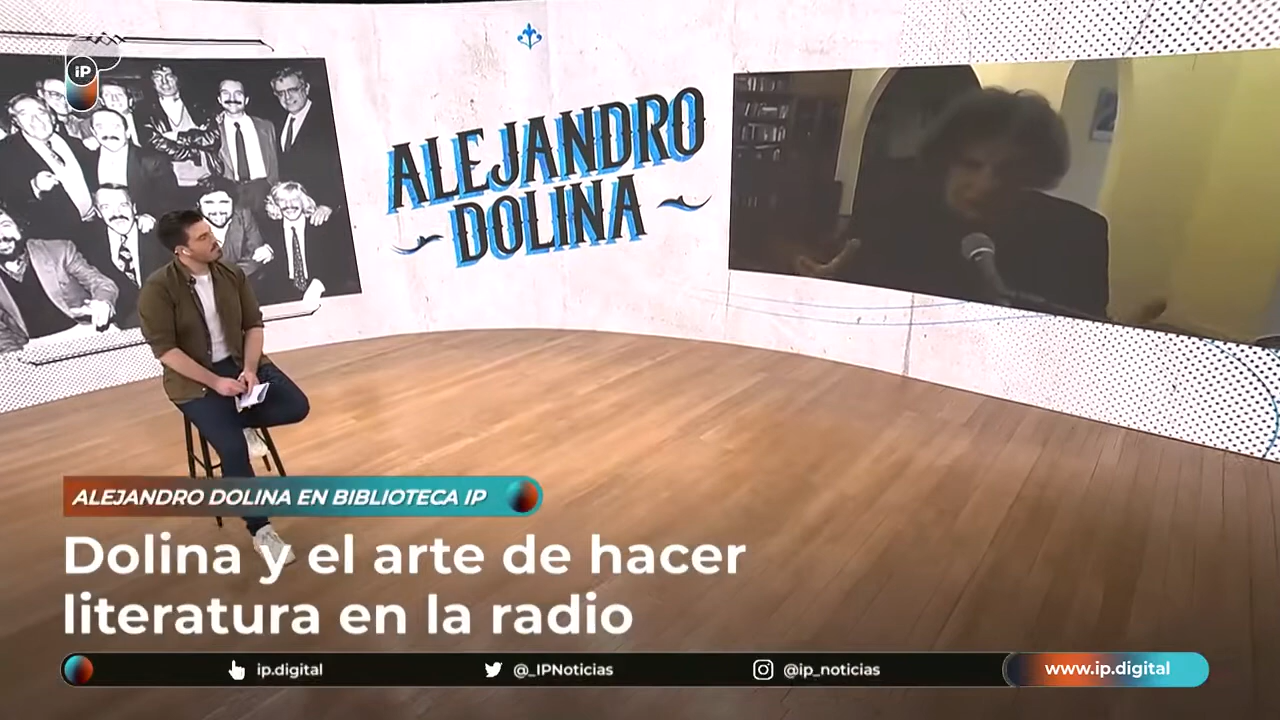 iP
ALEJANDRO
DOLINA
ALEJANDRO DOLINA EN BIBLIOTECA IP
Dolina y el arte de hacer
literatura en la radio
ip.digital
@_IPNoticias
@ip_noticias
www.ip.digital